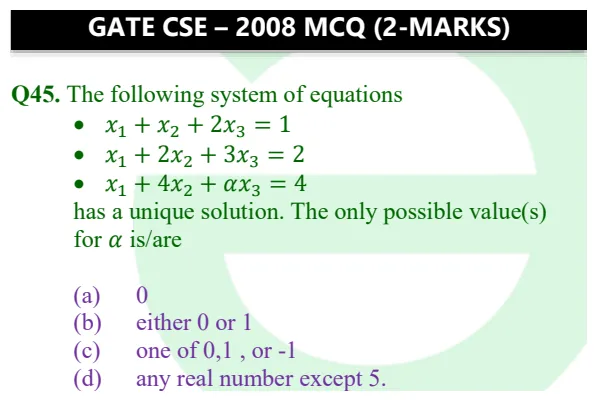 GATE CSE – 2008 MCQ (2-MARKS)
Q45. The following system of equations
• x₁ + x₂ + 2x₃ = 1
• x₁ + 2x₂ + 3x₃ = 2
• x₁ + 4x₂ + αx₃ = 4
has a unique solution. The only possible value(s)
for α is/are
(a) 0
(b) either 0 or 1
(c) one of 0,1 , or -1
(d) any real number except 5.